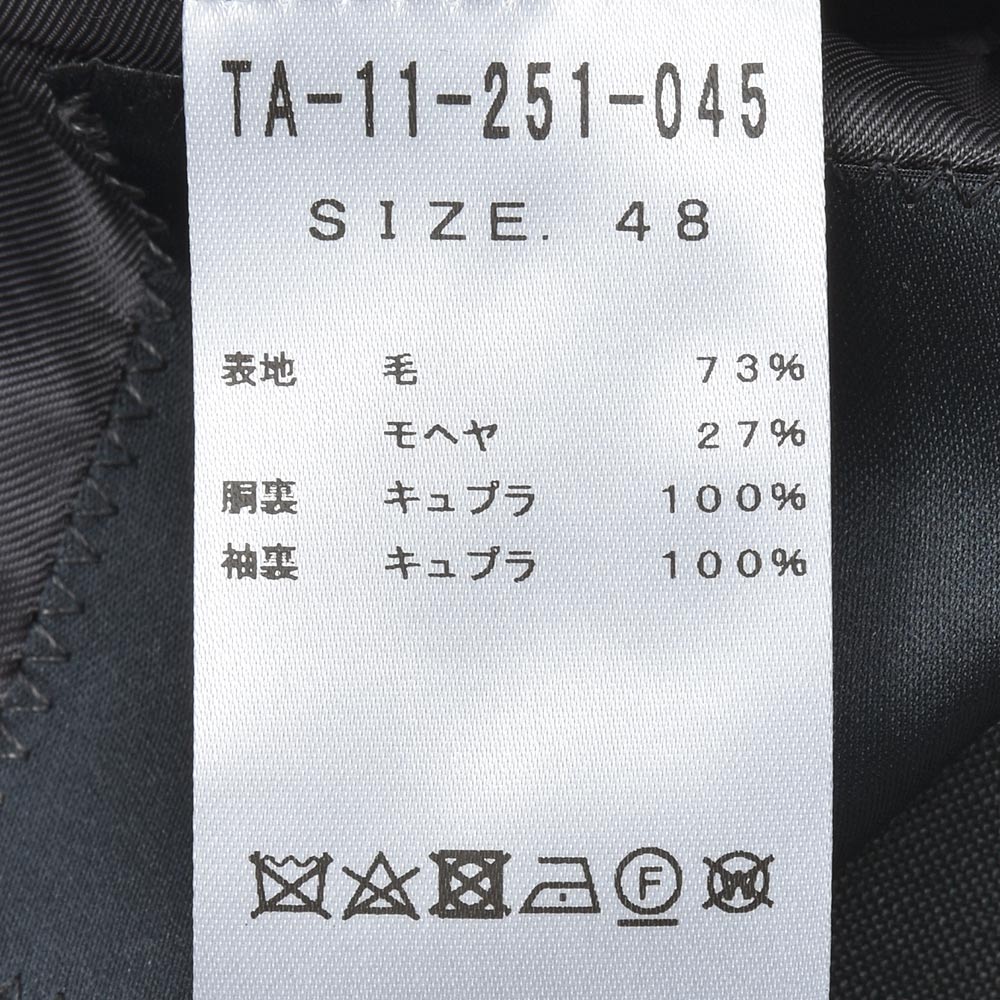 TA-11-251-045
SIZE. 48
表地 毛 73%
モヘヤ 27%
胴裏 キュプラ 100%
袖裏 キュプラ 100%
F W